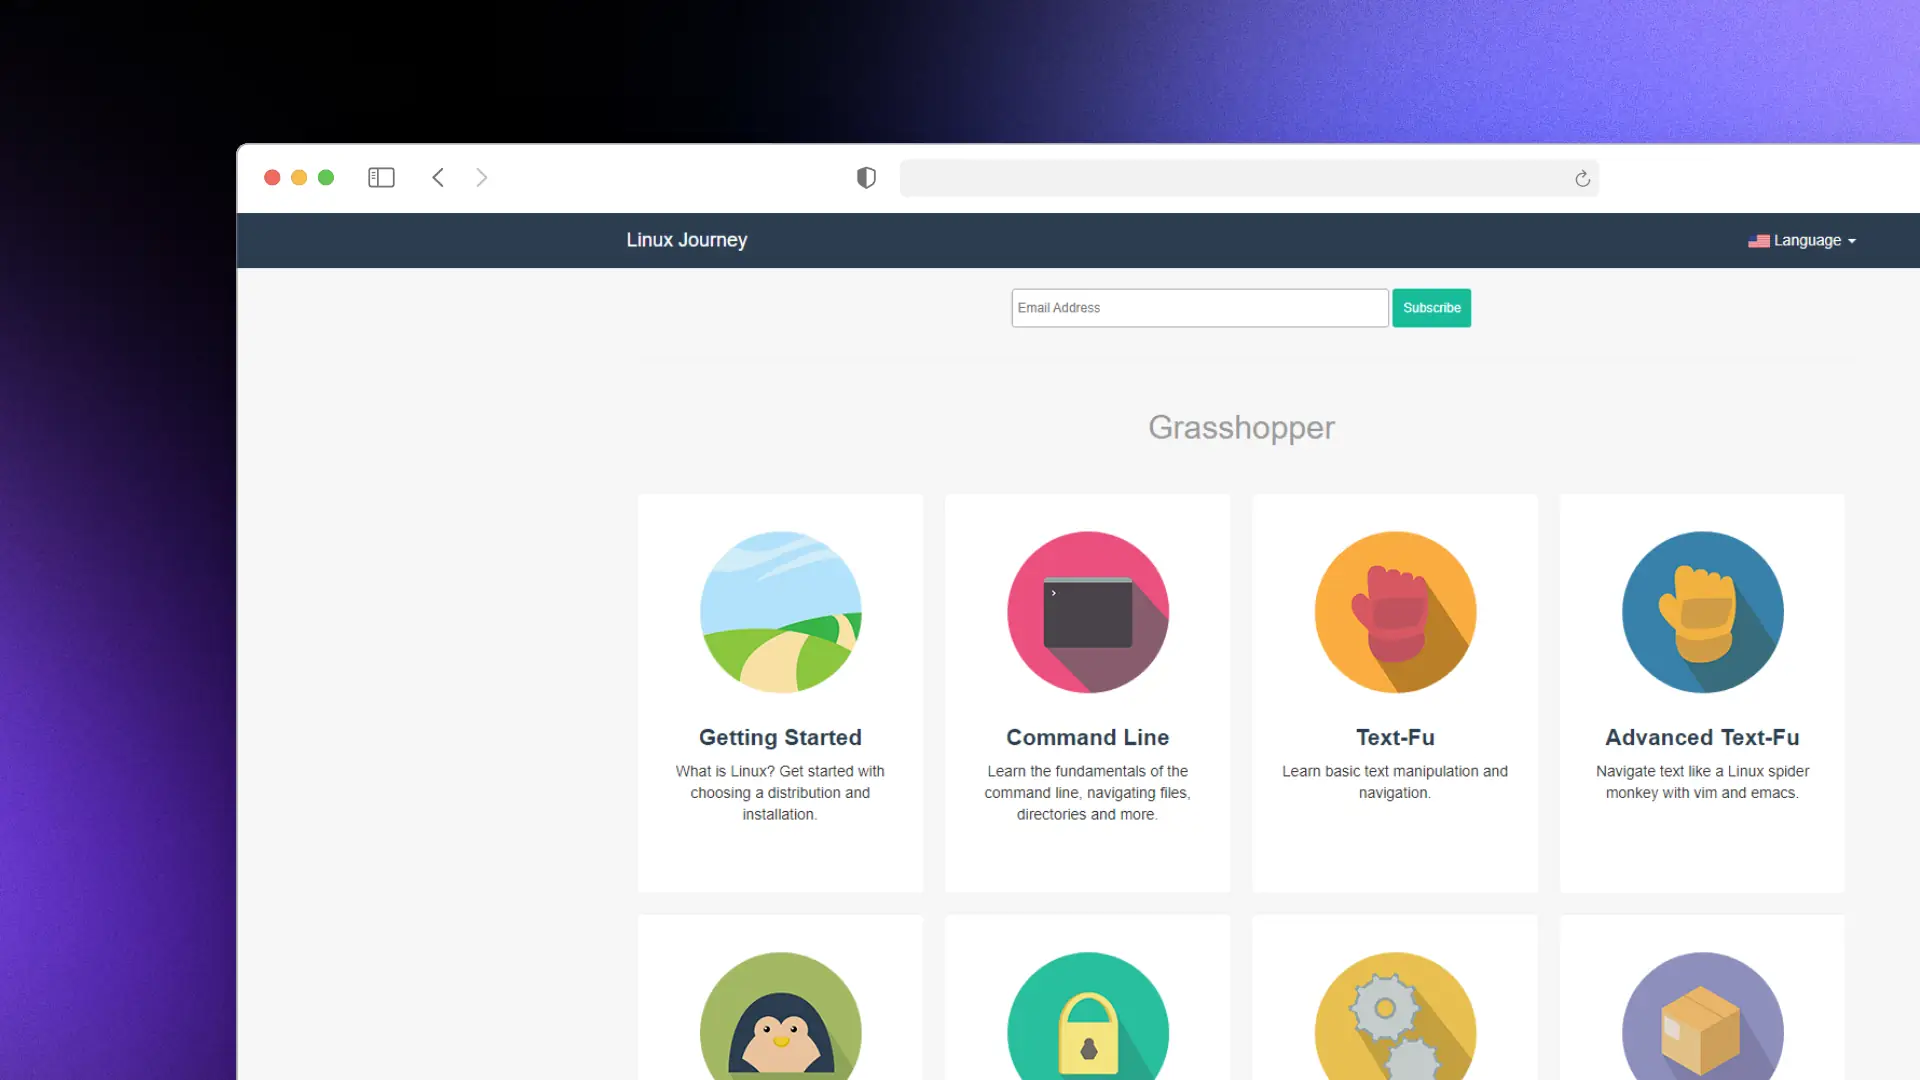 Linux Journey
Language
Email Address
Subscribe
Grasshopper
Getting Started
What is Linux? Get started with
choosing a distribution and
installation.
Command Line
Learn the fundamentals of the
command line, navigating files,
directories and more.
Text-Fu
Learn basic text manipulation and
navigation.
Advanced Text-Fu
Navigate text like a Linux spider
monkey with vim and emacs.